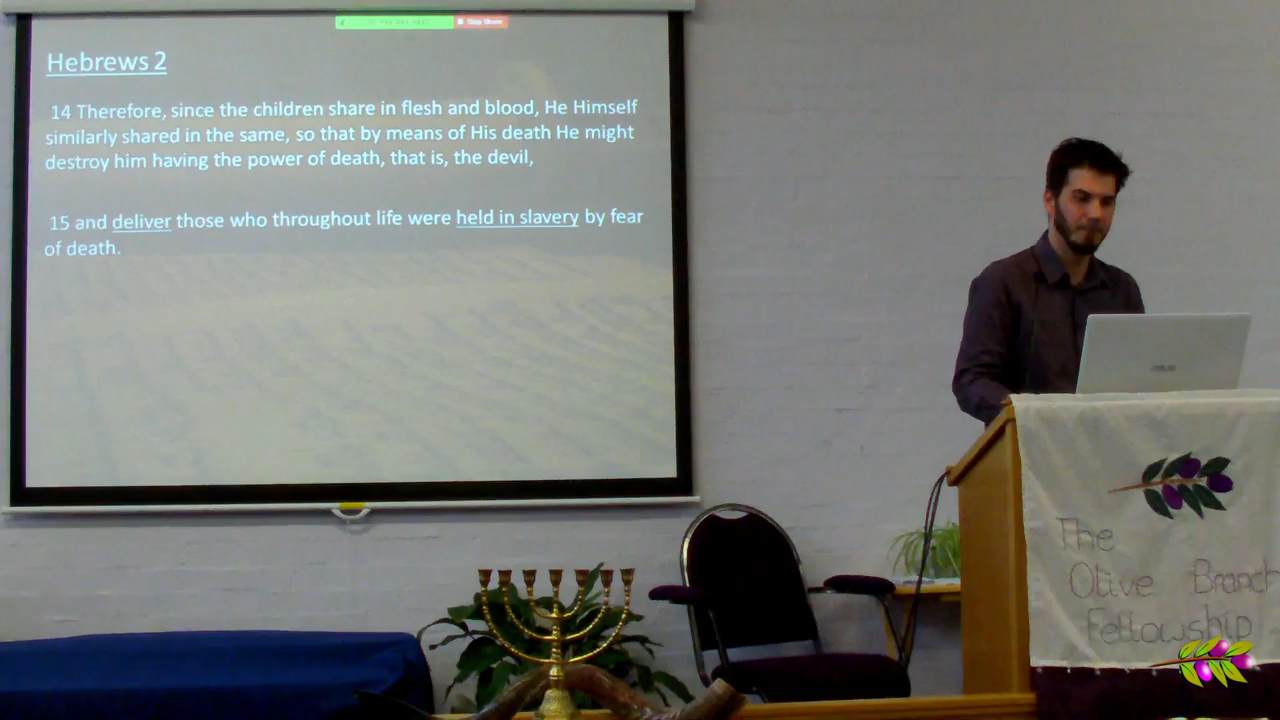 Stop Share
Hebrews 2
14 Therefore, since the children share in flesh and blood, He Himself
similarly shared in the same, so that by means of His death He might
destroy him having the power of death, that is, the devil,
15 and deliver those who throughout life were held in slavery by fear
of death.
ASUS
The
Olive Branch
Fellowship